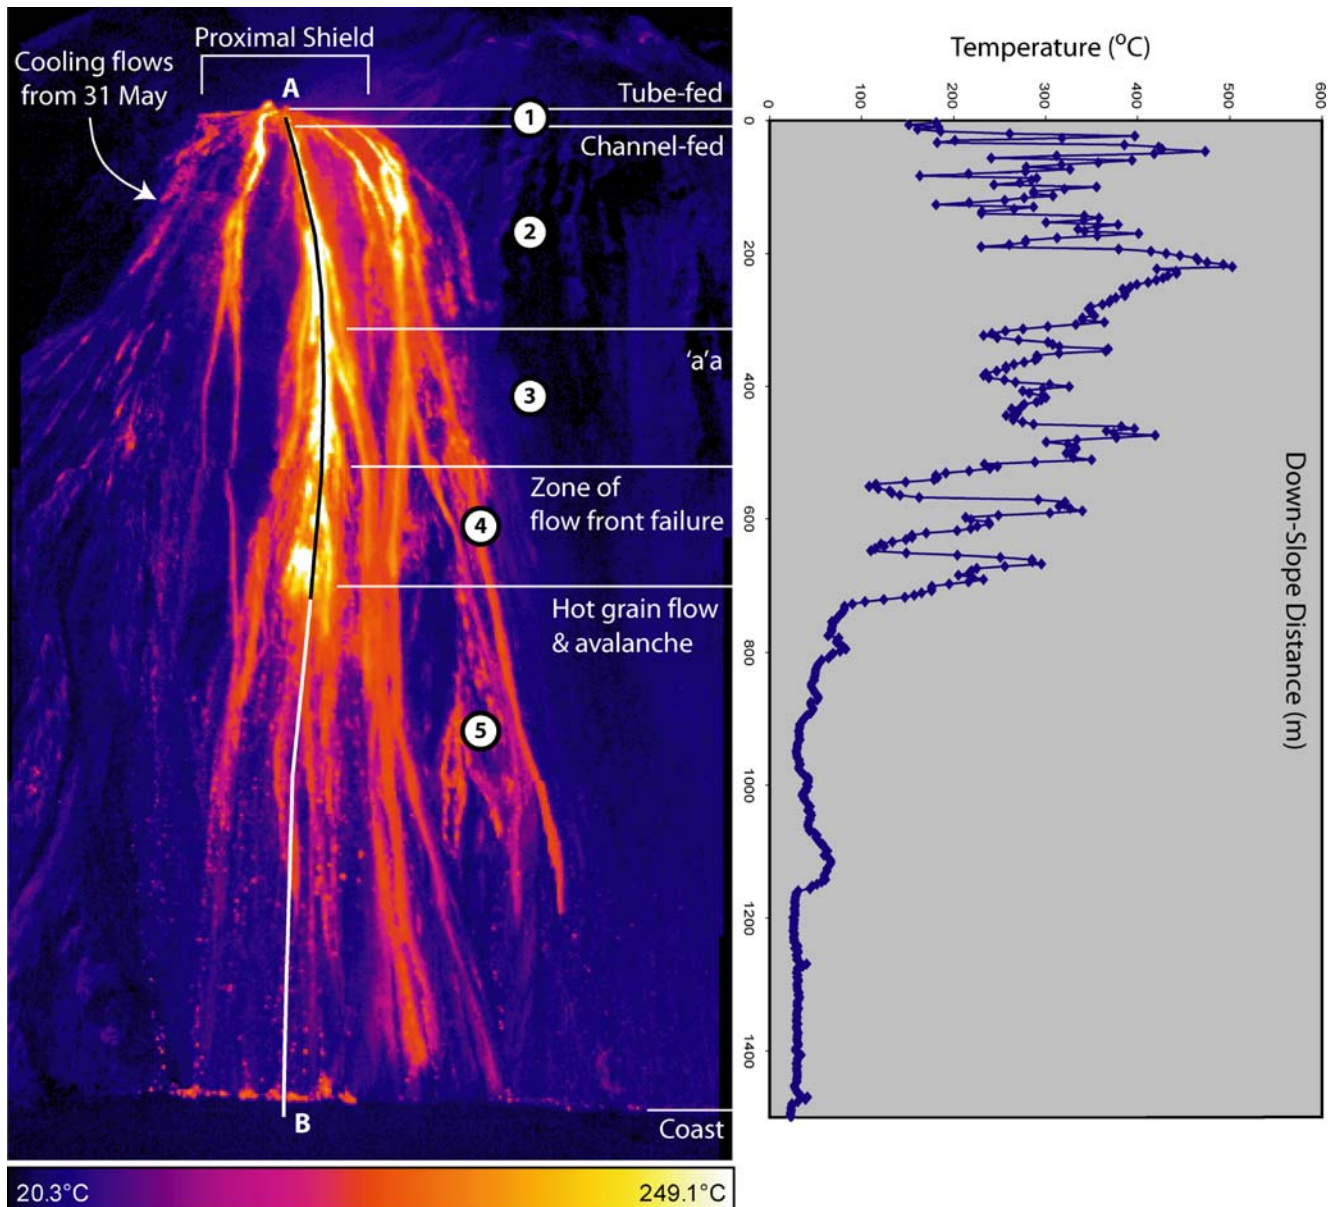 Proximal Shield
Cooling flows
from 31 May
A
Tube-fed
1
Channel-fed
2
'a'a
3
Zone of
flow front failure
4
Hot grain flow
& avalanche
5
B
Coast
20.3°C
249.1°C
Temperature (°C)
0
100
200
300
400
500
600
0
200
400
600
800
1000
1200
1400
Down-Slope Distance (m)